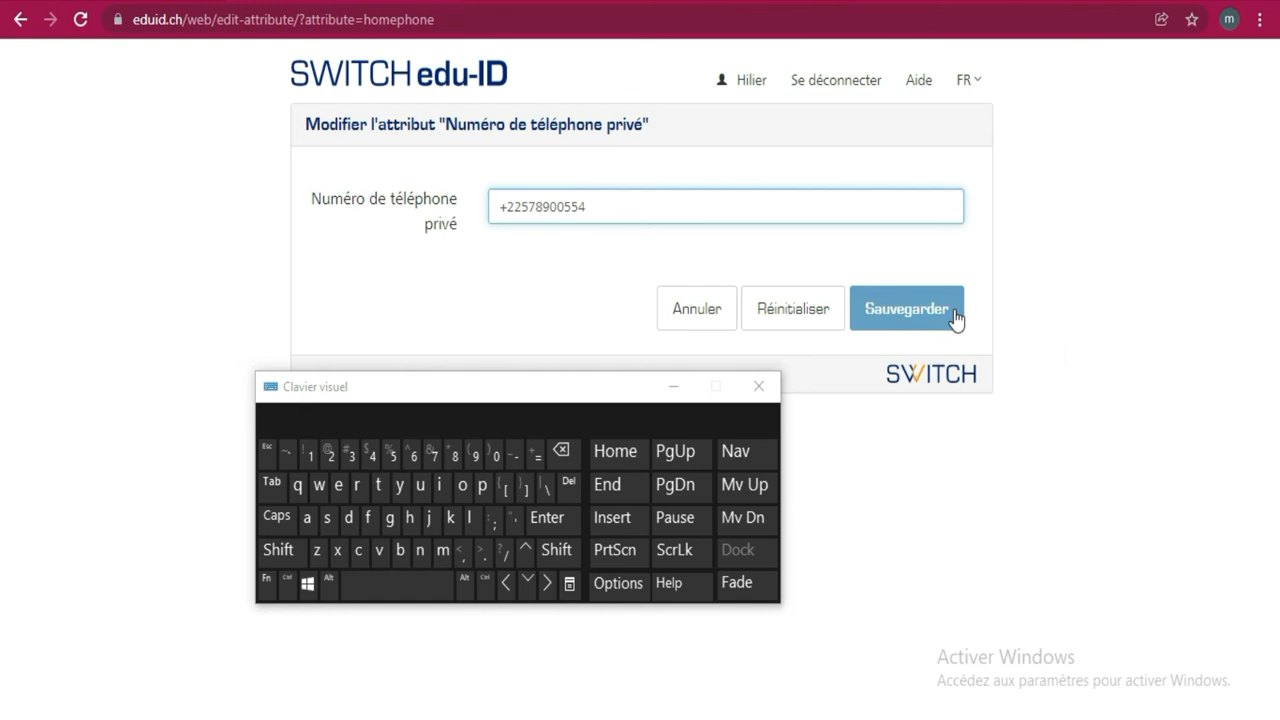 eduid.ch/web/edit-attribute/?attribute=homephone
m
SWITCH edu-ID
Hilier
Se déconnecter
Aide
FR
Modifier l'attribut "Numéro de téléphone privé"
Numéro de téléphone
privé
+22578900554
Annuler
Réinitialiser
Sauvegarder
SWITCH
Clavier visuel
Esc ~ ` ! 1 @ 2 # 3 $ 4 % 5 ^ 6 & 7 * 8 ( 9 ) 0 _ - + = Home PgUp Nav
Tab q w e r t y u i o p { [ } ] | \ Del End PgDn Mv Up
Caps a s d f g h j k l : ; " ' Enter Insert Pause Mv Dn
Shift z x c v b n m < , > . ? / Shift PrtScn ScrLk Dock
Fn Ctrl Alt Alt Ctrl Options Help Fade
Activer Windows
Accédez aux paramètres pour activer Windows.